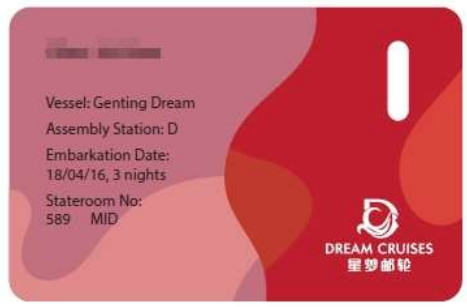 Vessel: Genting Dream
Assembly Station: D
Embarkation Date:
18/04/16, 3 nights
Stateroom No:
589 MID
DREAM CRUISES
星梦邮轮